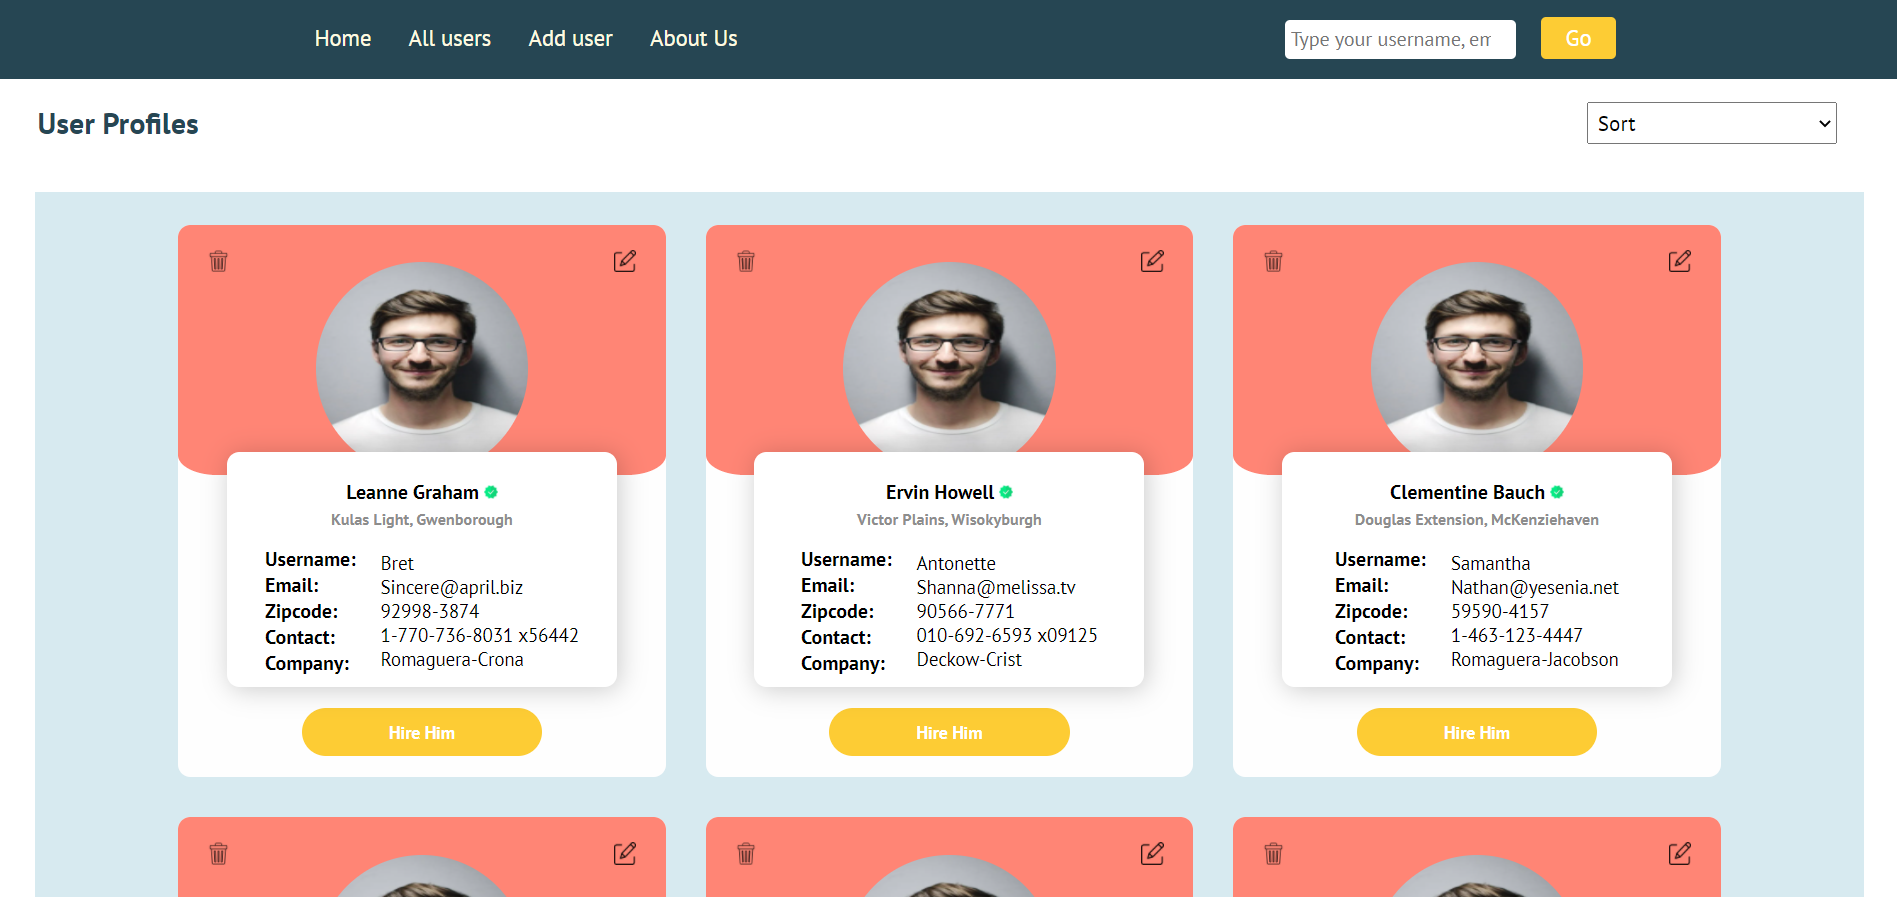 Home All users Add user About Us Type your username, em Go
User Profiles Sort
Leanne Graham
Kulas Light, Gwenborough
Username: Bret
Email: Sincere@april.biz
Zipcode: 92998-3874
Contact: 1-770-736-8031 x56442
Company: Romaguera-Crona
Hire Him
Ervin Howell
Victor Plains, Wisokyburgh
Username: Antonette
Email: Shanna@melissa.tv
Zipcode: 90566-7771
Contact: 010-692-6593 x09125
Company: Deckow-Crist
Hire Him
Clementine Bauch
Douglas Extension, McKenziehaven
Username: Samantha
Email: Nathan@yesenia.net
Zipcode: 59590-4157
Contact: 1-463-123-4447
Company: Romaguera-Jacobson
Hire Him